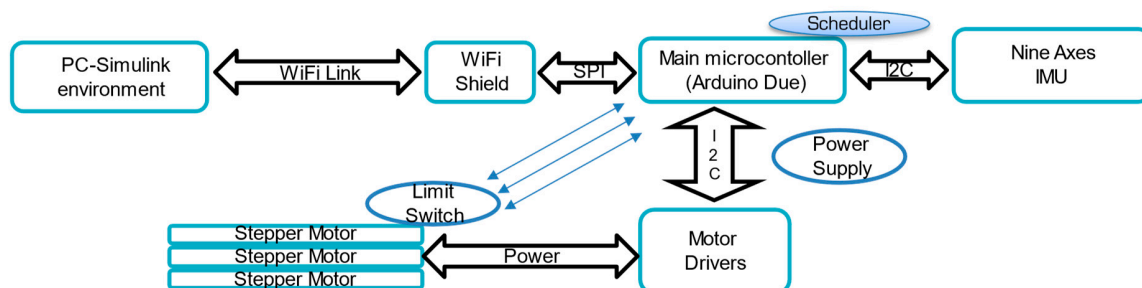 Scheduler
PC-Simulink
environment
WiFi Link
WiFi
Shield
SPI
Main microcontoller
(Arduino Due)
I2C
Nine Axes
IMU
I
2
C
Power
Supply
Limit
Switch
Stepper Motor
Stepper Motor
Stepper Motor
Power
Motor
Drivers